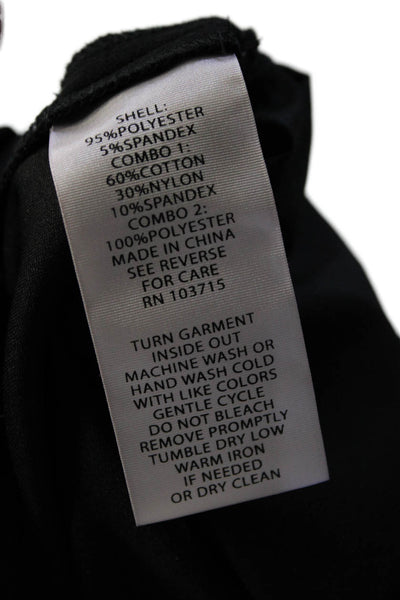 SHELL:
95%POLYESTER
5%SPANDEX
COMBO 1:
60%COTTON
30%NYLON
10%SPANDEX
COMBO 2:
100%POLYESTER
MADE IN CHINA
SEE REVERSE
FOR CARE
RN 103715
TURN GARMENT
INSIDE OUT
MACHINE WASH OR
HAND WASH COLD
WITH LIKE COLORS
GENTLE CYCLE
DO NOT BLEACH
REMOVE PROMPTLY
TUMBLE DRY LOW
WARM IRON
IF NEEDED
OR DRY CLEAN